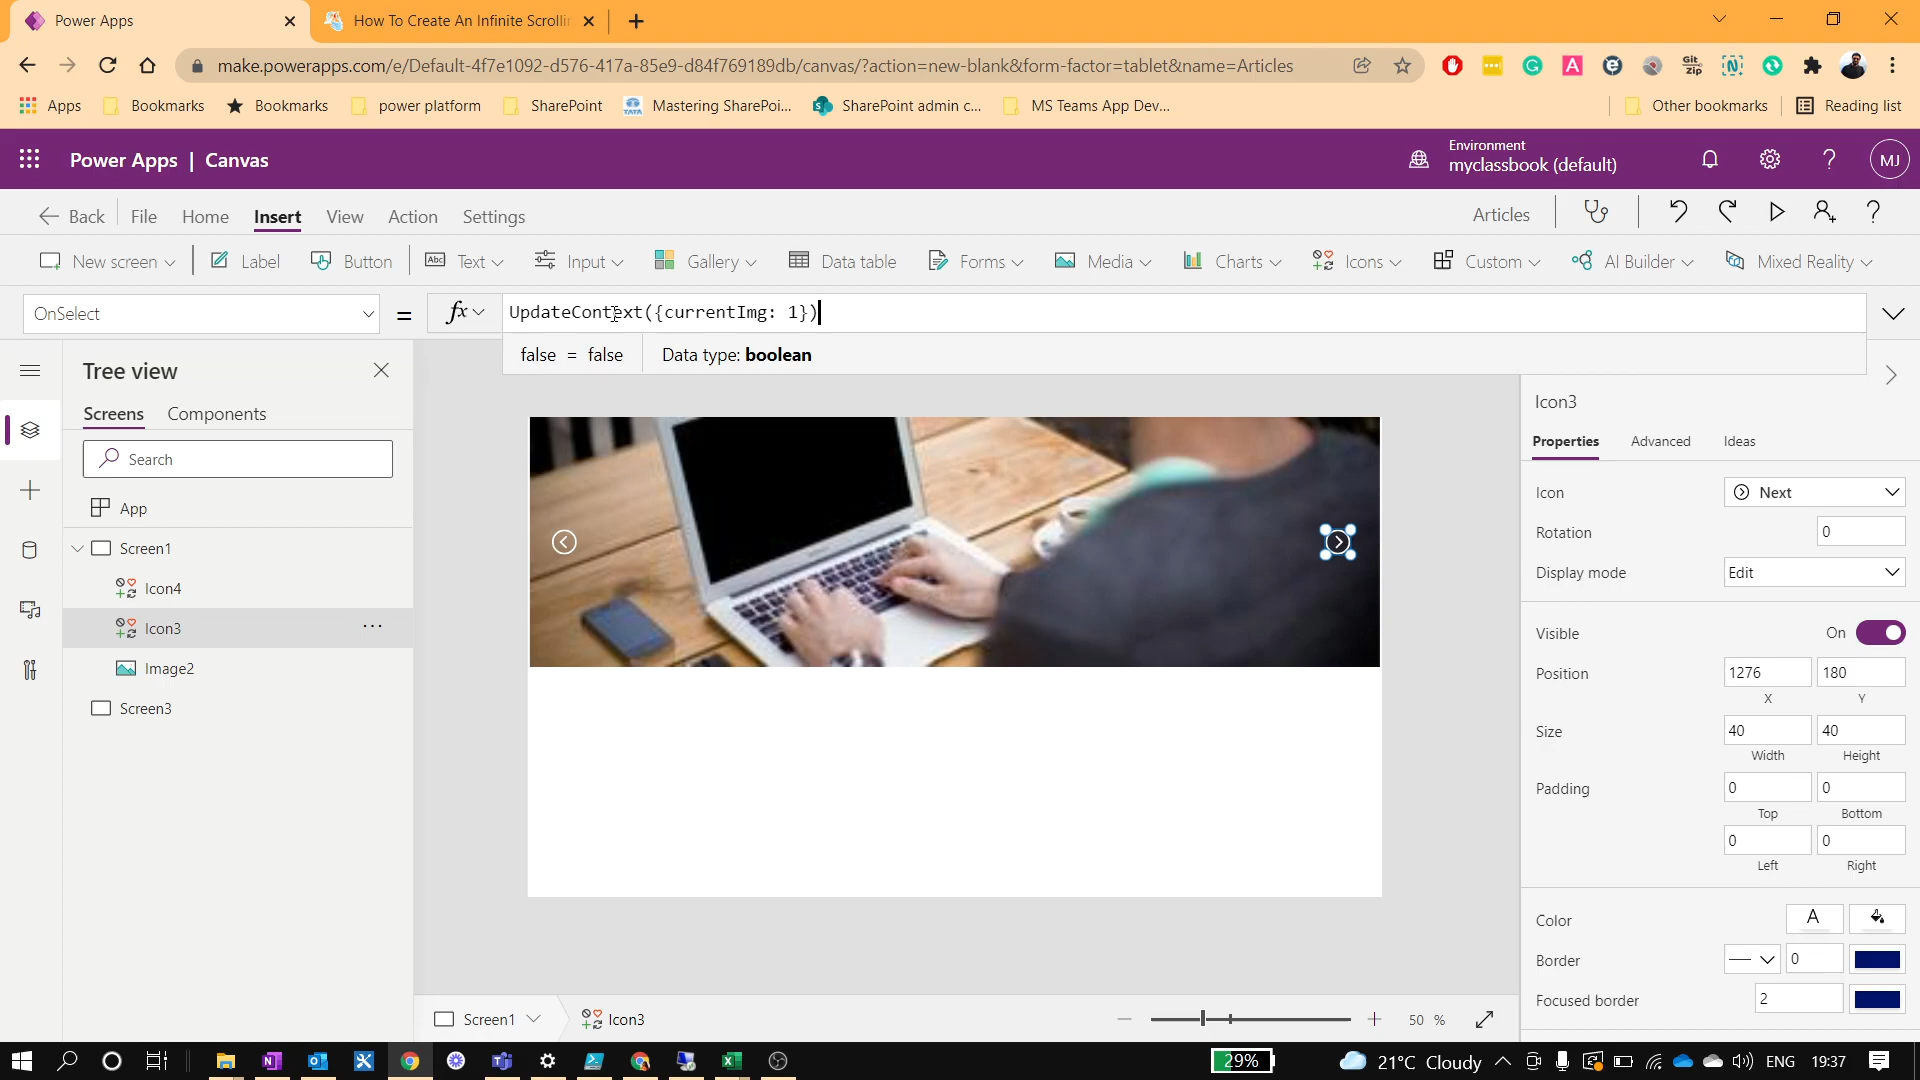 Power Apps
How To Create An Infinite Scrollin
make.powerapps.com/e/Default-4f7e1092-d576-417a-85e9-d84f769189db/canvas/?action=new-blank&form-factor=tablet&name=Articles
Git zip
Apps
Bookmarks
Bookmarks
power platform
SharePoint
Mastering SharePoi...
SharePoint admin c...
MS Teams App Dev...
Other bookmarks
Reading list
Power Apps | Canvas
Environment
myclassbook (default)
MJ
Back
File
Home
Insert
View
Action
Settings
Articles
New screen
Label
Button
Abc
Text
Input
Gallery
Data table
Forms
Media
Charts
Icons
Custom
AI Builder
Mixed Reality
OnSelect
=
fx
UpdateContext({currentImg: 1})
false = false
Data type: boolean
Tree view
Screens
Components
Search
App
Screen1
Icon4
Icon3
...
Image2
Screen3
Icon3
Properties
Advanced
Ideas
Icon
Next
Rotation
0
Display mode
Edit
Visible
On
Position
1276
180
X
Y
Size
40
40
Width
Height
Padding
0
0
Top
Bottom
0
0
Left
Right
Color
A
Border
0
Focused border
2
Screen1
Icon3
50 %
29%
21°C Cloudy
ENG
19:37